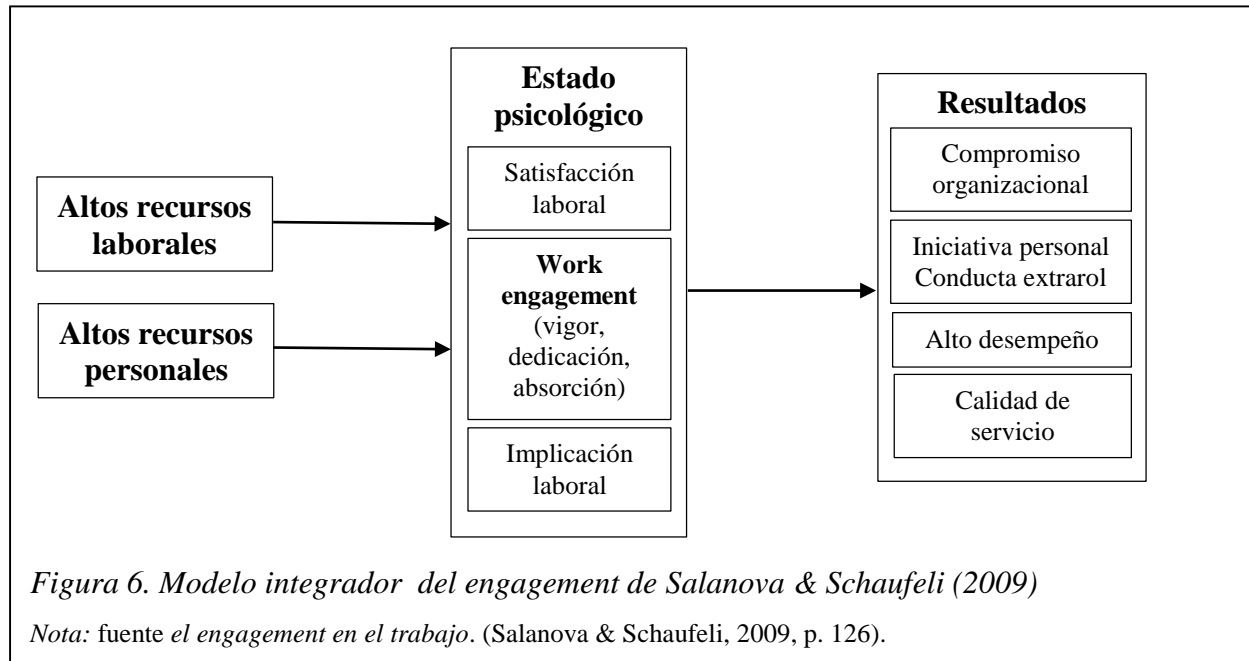 Altos recursos
laborales
Altos recursos
personales
Estado
psicológico
Satisfacción
laboral
Work
engagement
(vigor,
dedicación,
absorción)
Implicación
laboral
Resultados
Compromiso
organizacional
Iniciativa personal
Conducta extrarol
Alto desempeño
Calidad de
servicio
Figura 6. Modelo integrador del engagement de Salanova & Schaufeli (2009)
Nota: fuente el engagement en el trabajo. (Salanova & Schaufeli, 2009, p. 126).